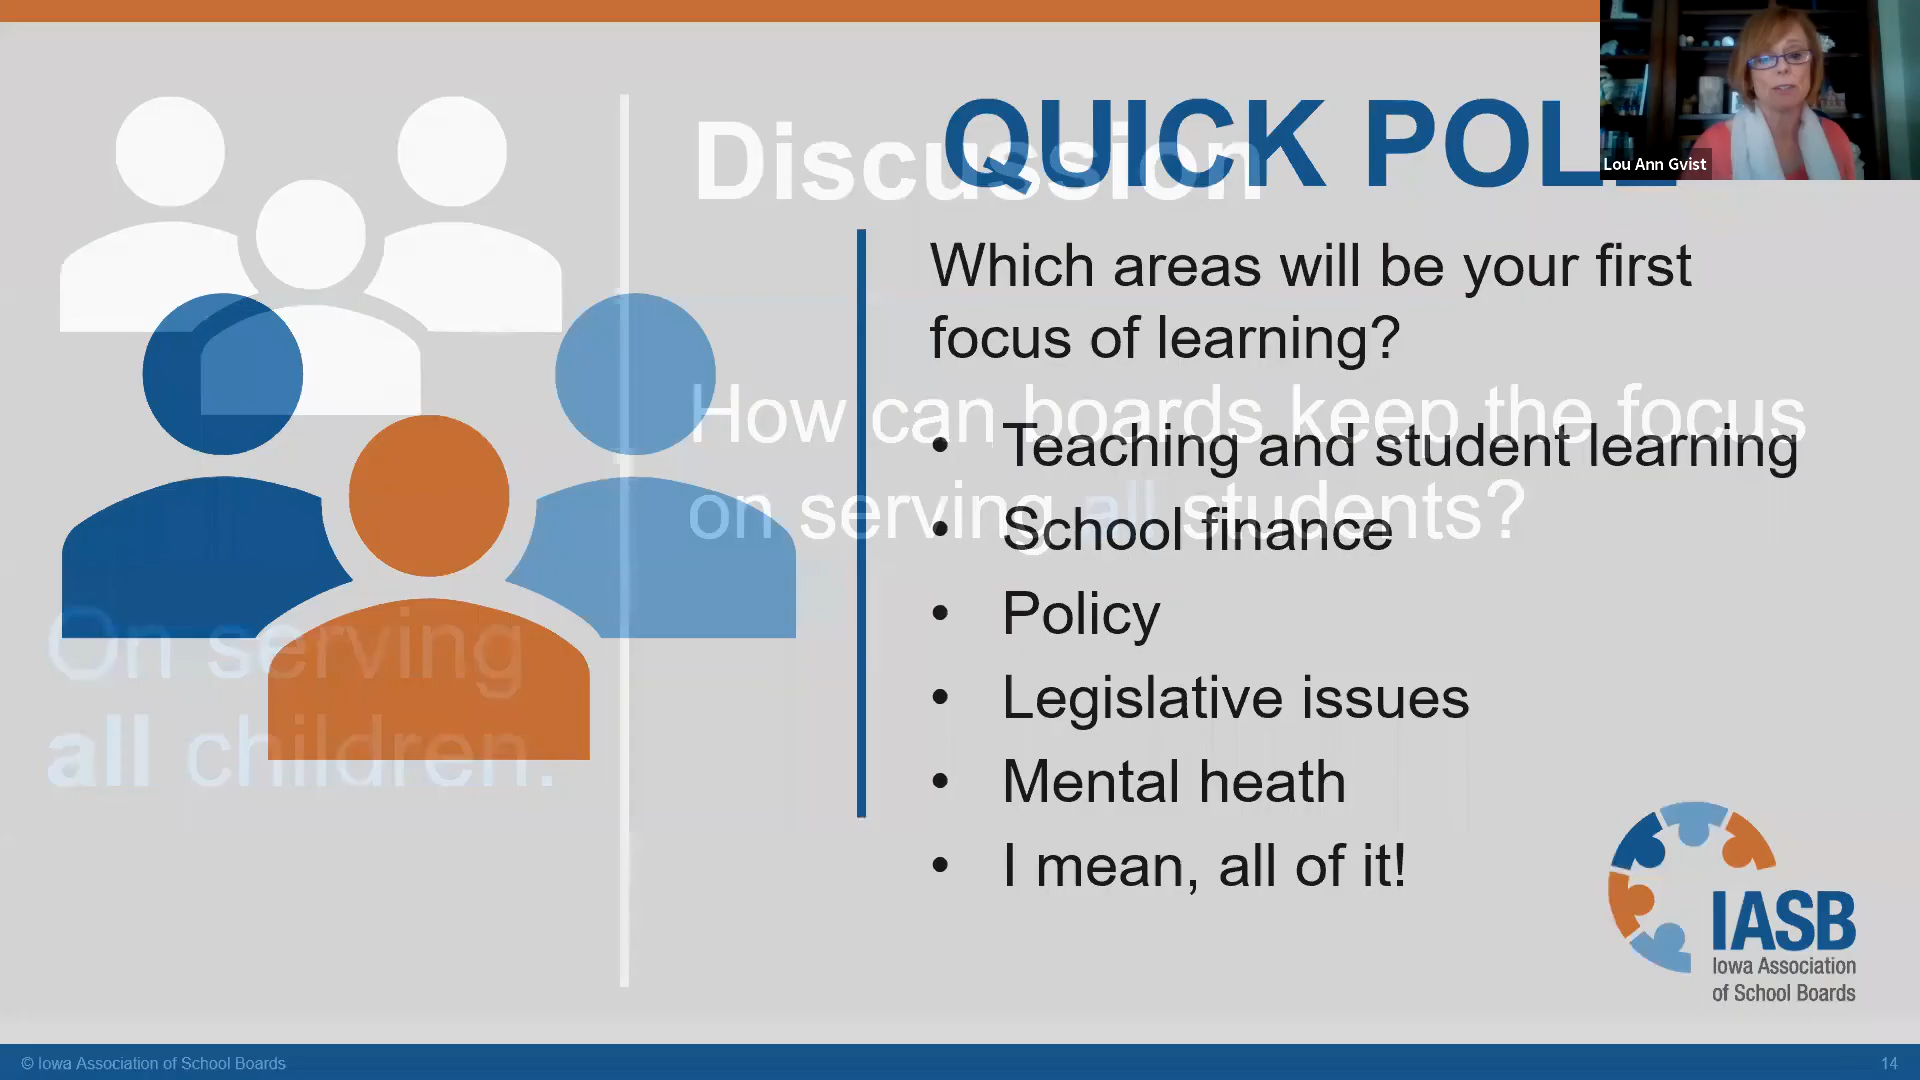 Discussion
QUICK POLL
Lou Ann Gvist
Which areas will be your first
focus of learning?
How can boards keep the focus
on serving all students?
• Teaching and student learning
• School finance
• Policy
• Legislative issues
• Mental heath
• I mean, all of it!
On serving
all children.
IASB
Iowa Association
of School Boards
© Iowa Association of School Boards
14